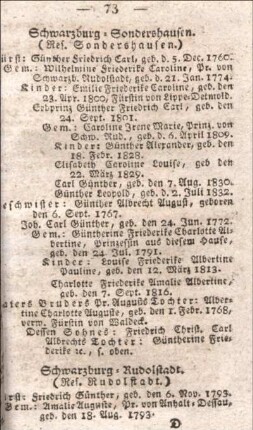 — 73 —
Schwarzburg-Sondershausen.
(Res. Sondershausen.)
ürst: Günther Friedrich Carl, geb. d. 5. Dec. 1760.
Gem.: Wilhelmine Friederike Caroline, Pr. von
Schwarzb. Rudolstadt, geb. d. 21. Jan. 1774.
Kinder: Emilie Friederike Caroline, geb. den
23. Apr. 1800, Fürstin von Lippe-Detmold.
Erbprinz Günther Friedrich Carl, geb. den
24. Sept. 1801.
Gem.: Caroline Irene Marie, Prinz. von
Schw. Rud., geb. d. 6. April 1809.
Kinder: Günther Alexander, geb. den
18. Febr. 1828.
Elisabeth Caroline Louise, geb. den
22. März 1829.
Carl Günther, geb. den 7. Aug. 1830.
Günther Leopold, geb. d. 2. Juli 1832.
eschwister: Günther Albrecht August, geboren
den 6. Sept. 1767.
Joh. Carl Günther, geb. den 24. Jun. 1772.
Gem.: Güntherine Friederike Charlotte Al-
bertine, Prinzessin aus diesem Hause,
geb. den 24. Jul. 1791.
Kinder: Louise Friederike Albertine
Pauline, geb. den 12. März 1813.
Charlotte Friederike Amalie Albertine,
geb. den 7. Sept. 1816.
aters Bruders Pr. Augusts Tochter: Alber-
tine Charlotte Auguste, geb. den 1. Febr. 1768,
verw. Fürstin von Waldeck.
Dessen Sohnes: Friedrich Christ. Carl
Albrechts Tochter: Güntherine Frie-
derike ꝛc., s. oben.
Schwarzburg-Rudolstadt.
(Res. Rudolstadt.)
rst: Friedrich Günther, geb. den 6. Nov. 1793.
Gem.: Amalie Auguste, Pr. von Anhalt-Dessau,
geb. den 18. Aug. 1793.
D